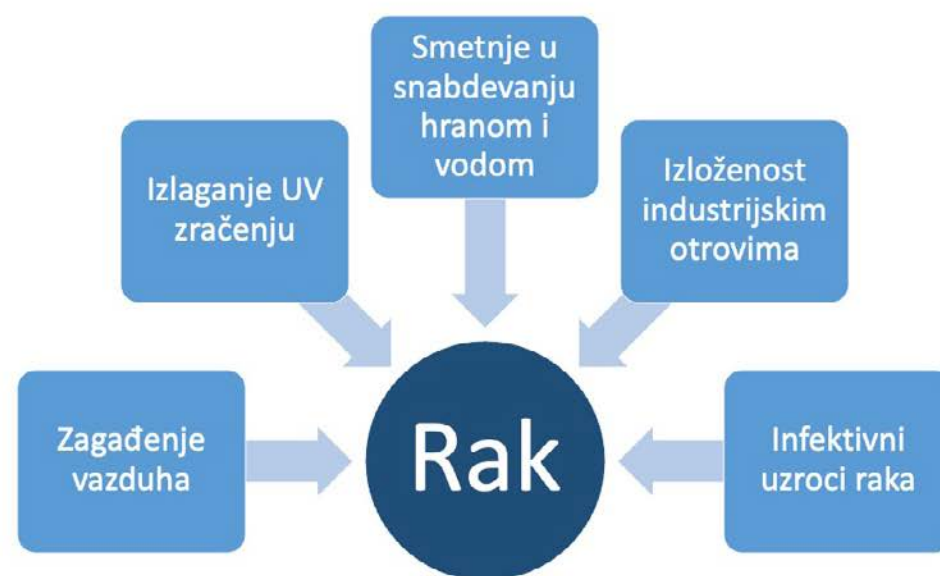 Smetnje u
snabdevanju
hranom i
vodom
Izlaganje UV
zračenju
Izloženost
industrijskim
otrovima
Zagađenje
vazduha
Rak
Infektivni
uzroci raka